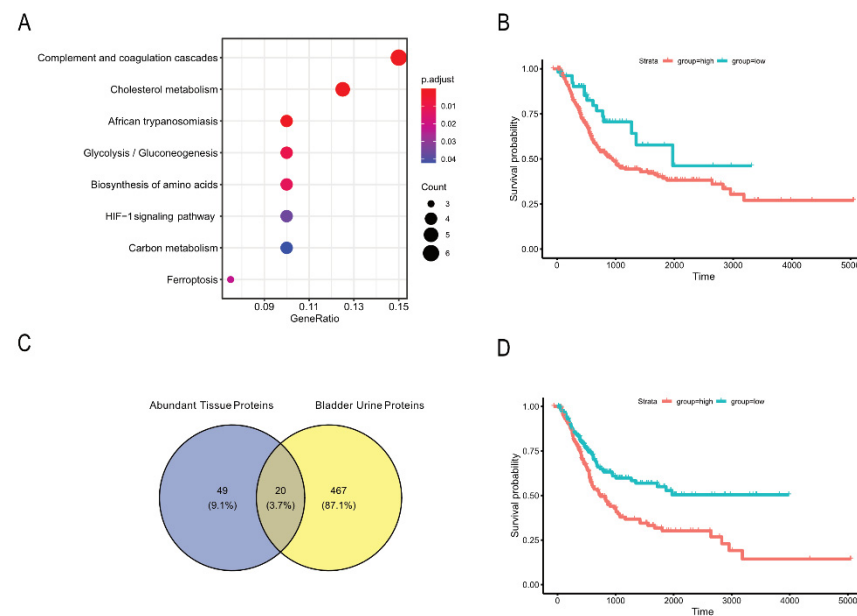 A
Complement and coagulation cascades
Cholesterol metabolism
African trypanosomiasis
Glycolysis / Gluconeogenesis
Biosynthesis of amino acids
HIF-1 signaling pathway
Carbon metabolism
Ferroptosis
0.09 0.11 0.13 0.15
GeneRatio
p.adjust
0.01
0.02
0.03
0.04
Count
3
4
5
6
B
Strata group=high group=low
1.00
0.75
0.50
0.25
0.00
Survival probability
0 1000 2000 3000 4000 5000
Time
C
Abundant Tissue Proteins Bladder Urine Proteins
49 20 467
(9.1%) (3.7%) (87.1%)
D
Strata group=high group=low
1.00
0.75
0.50
0.25
0.00
Survival probability
0 1000 2000 3000 4000 5000
Time